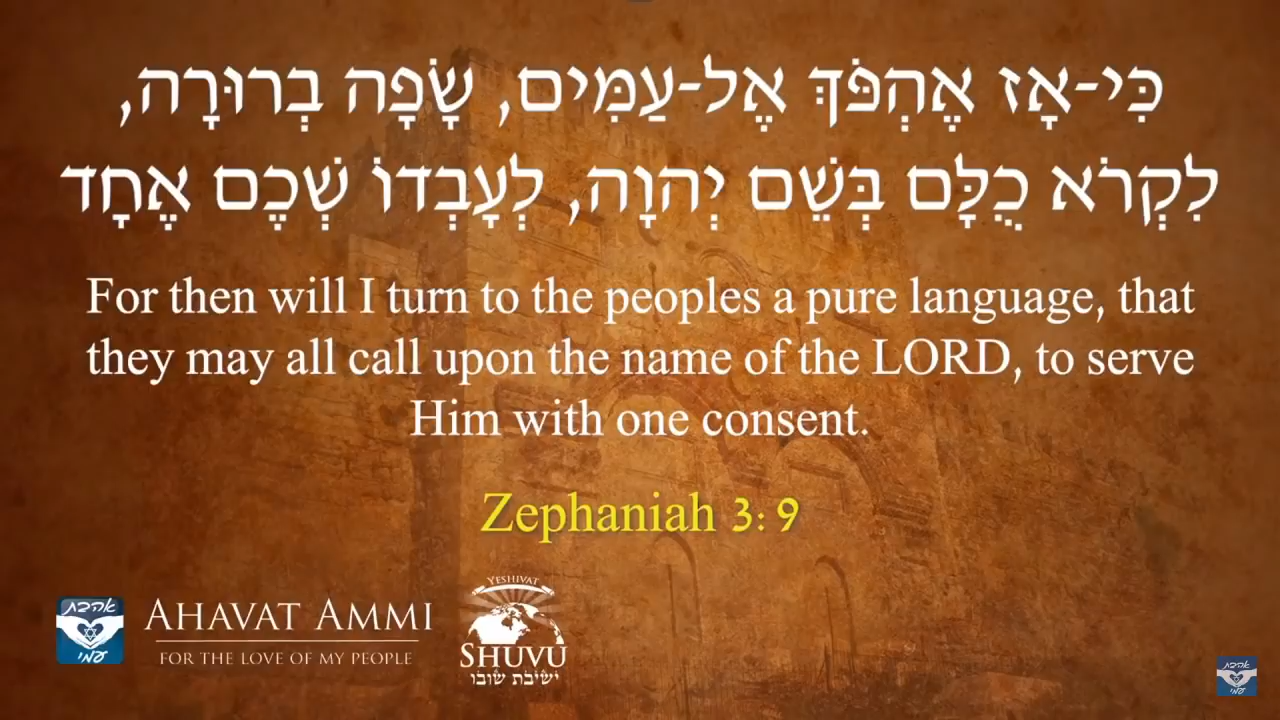 כִּי-אָז אֶהְפֹּךְ אֶל-עַמִּים, שָׂפָה בְרוּרָה,
לִקְרֹא כֻלָּם בְּשֵׁם יְהוָה, לְעָבְדוֹ שְׁכֶם אֶחָד
For then will I turn to the peoples a pure language, that
they may all call upon the name of the LORD, to serve
Him with one consent.
Zephaniah 3: 9
אהבת
עמי
AHAVAT AMMI
FOR THE LOVE OF MY PEOPLE
YESHIVAT
SHUVU
ישיבת שובו
אהבת
עמי